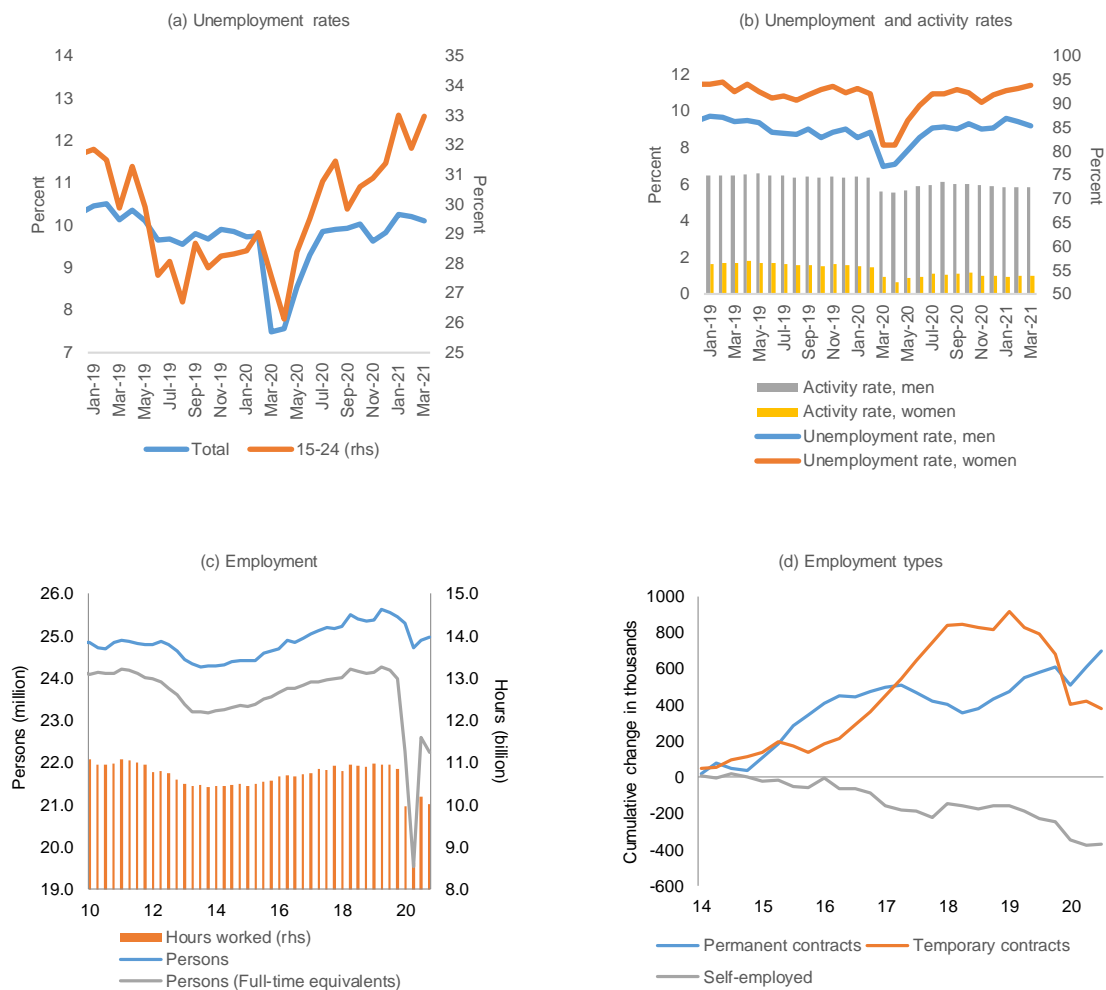 (a) Unemployment rates
14
13
12
11
10
9
8
7
Percent
35
34
33
32
31
30
29
28
27
26
25
Percent
Jan-19
Mar-19
May-19
Jul-19
Sep-19
Nov-19
Jan-20
Mar-20
May-20
Jul-20
Sep-20
Nov-20
Jan-21
Mar-21
Total
15-24 (rhs)
(b) Unemployment and activity rates
12
10
8
6
4
2
0
Percent
100
95
90
85
80
75
70
65
60
55
50
Percent
Jan-19
Mar-19
May-19
Jul-19
Sep-19
Nov-19
Jan-20
Mar-20
May-20
Jul-20
Sep-20
Nov-20
Jan-21
Mar-21
Activity rate, men
Activity rate, women
Unemployment rate, men
Unemployment rate, women
(c) Employment
26.0
25.0
24.0
23.0
22.0
21.0
20.0
19.0
Persons (million)
15.0
14.0
13.0
12.0
11.0
10.0
9.0
8.0
Hours (billion)
10
12
14
16
18
20
Hours worked (rhs)
Persons
Persons (Full-time equivalents)
(d) Employment types
1000
800
600
400
200
0
-200
-400
-600
Cumulative change in thousands
14
15
16
17
18
19
20
Permanent contracts
Temporary contracts
Self-employed